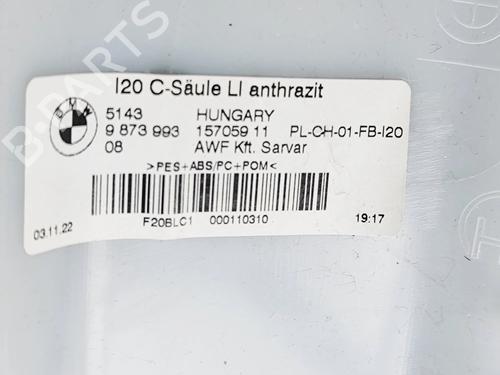 I20 C-Säule LI anthrazit
BMW
5143 HUNGARY
9 873 993 15705911 PL-CH-01-FB-I20
08 AWF Kft. Sarvar
>PES+ABS/PC+POM<
F20BLC1 000110310
03.11.22 19:17
B-PARTS